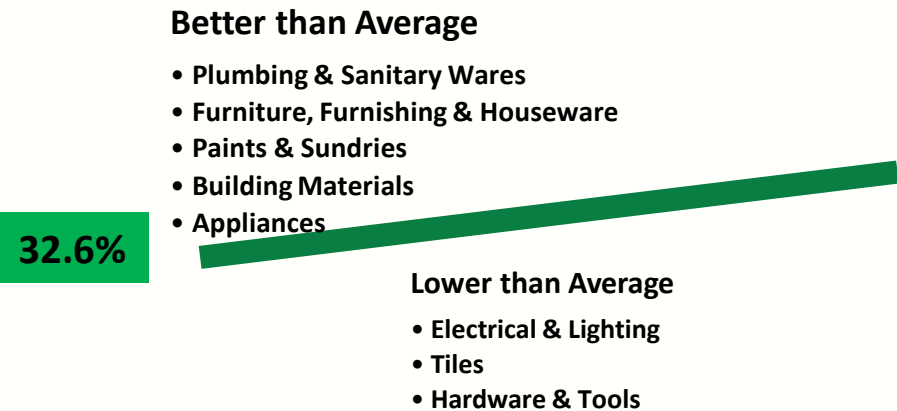 Better than Average
• Plumbing & Sanitary Wares
• Furniture, Furnishing & Houseware
• Paints & Sundries
• Building Materials
• Appliances
32.6%
Lower than Average
• Electrical & Lighting
• Tiles
• Hardware & Tools